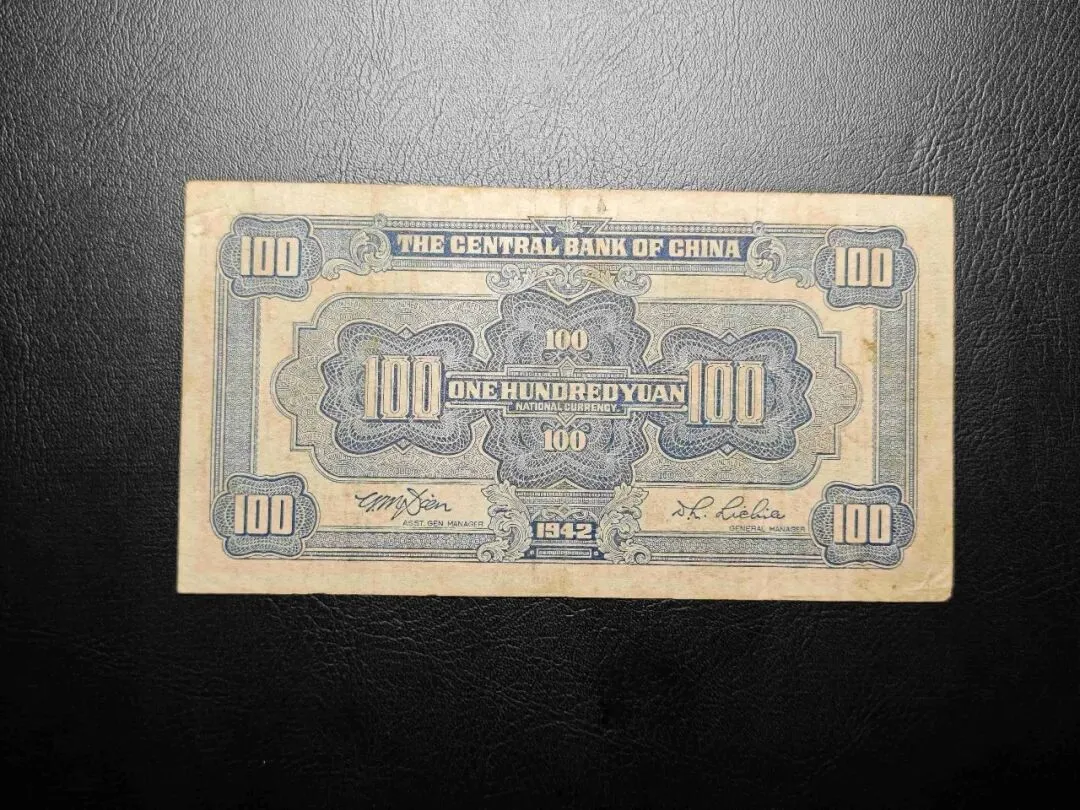 THE CENTRAL BANK OF CHINA
100 100
100
100 ONE HUNDRED YUAN 100
NATIONAL CURRENCY
100
ASST. GEN. MANAGER
GENERAL MANAGER
100 1942 100